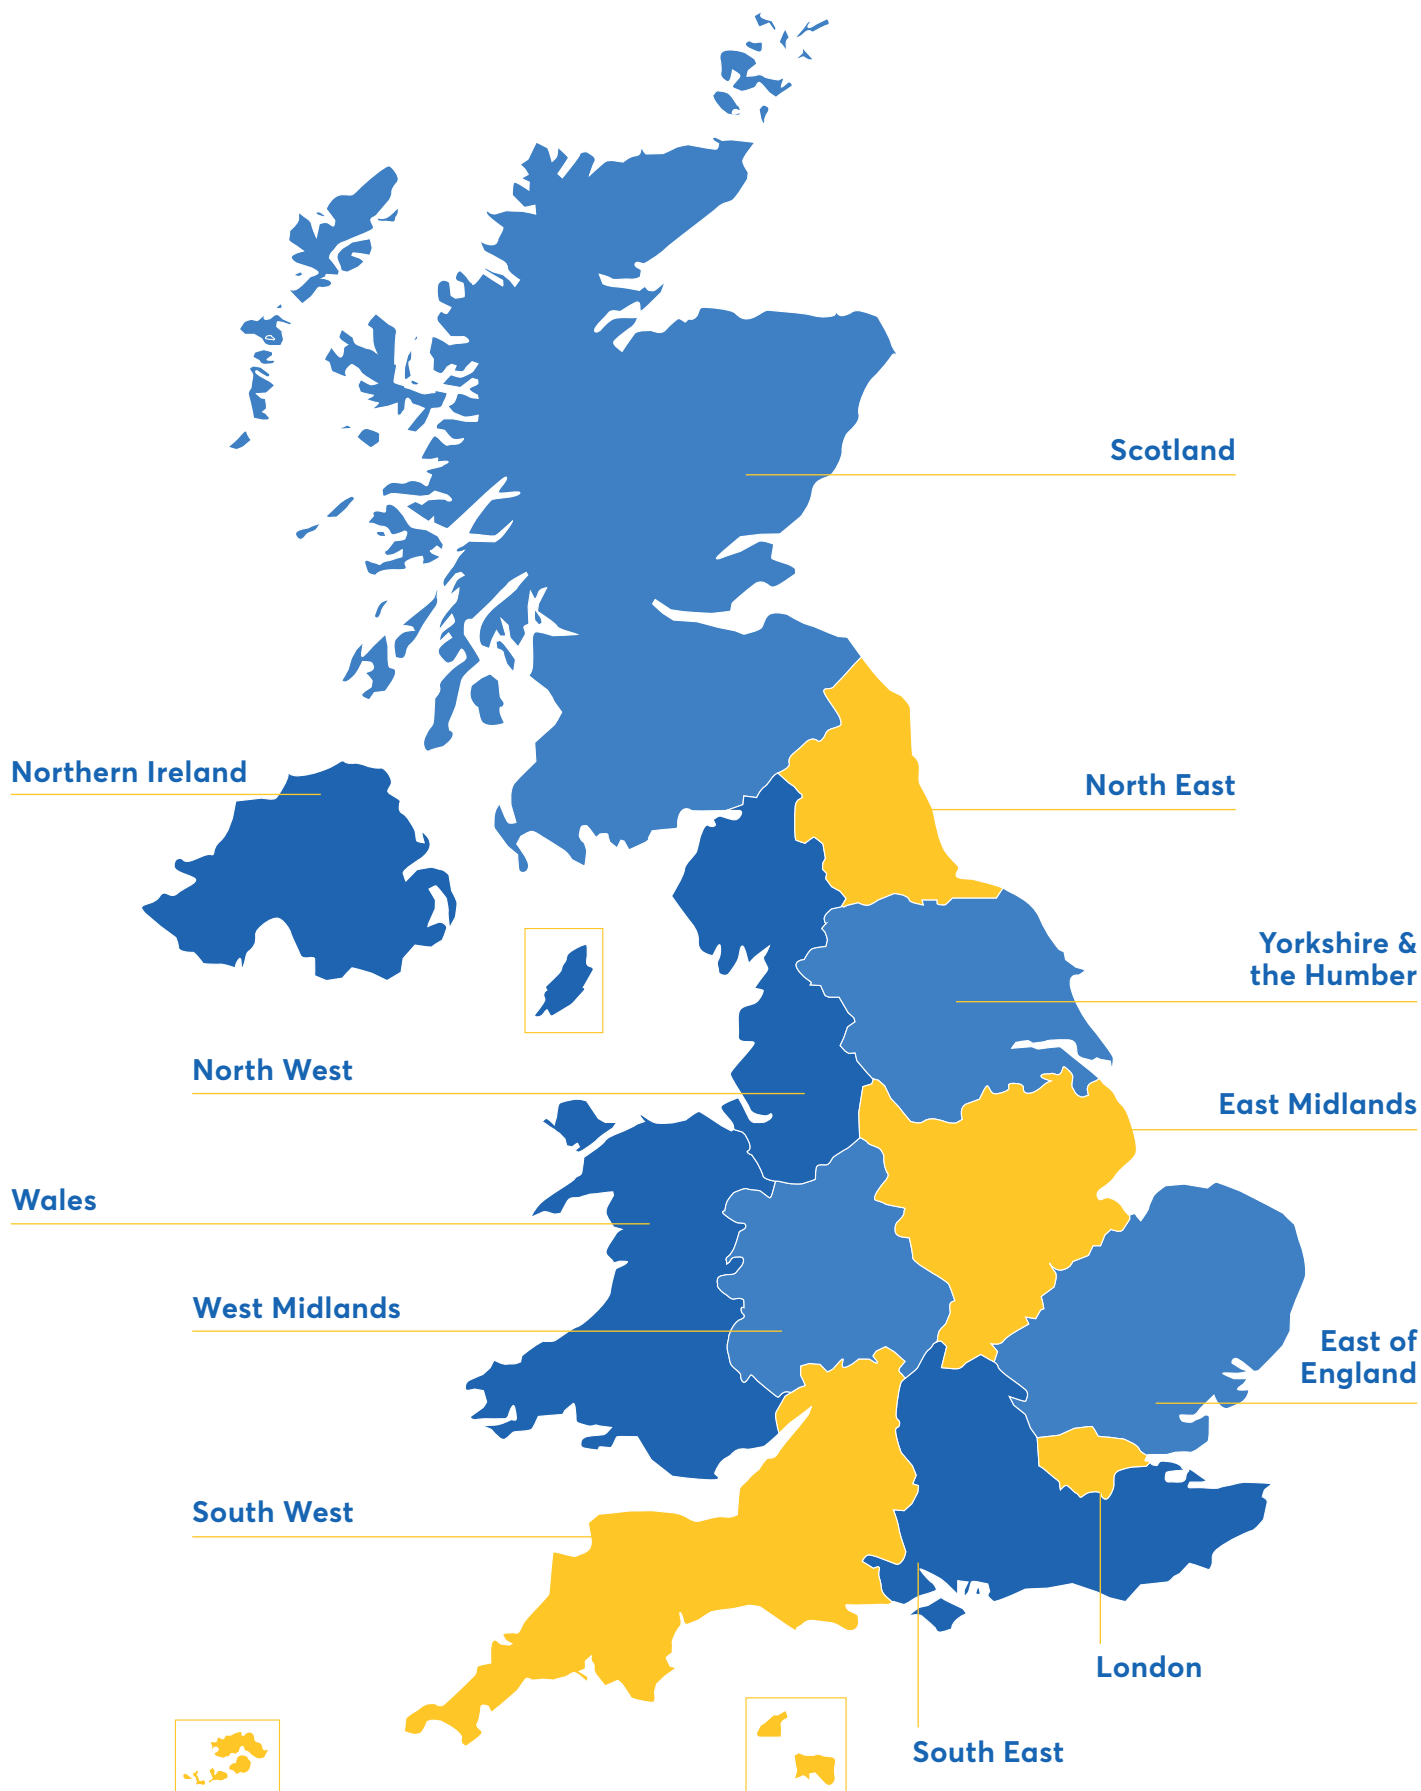 Scotland
Northern Ireland
North East
Yorkshire &
the Humber
North West
East Midlands
Wales
West Midlands
East of
England
South West
London
South East